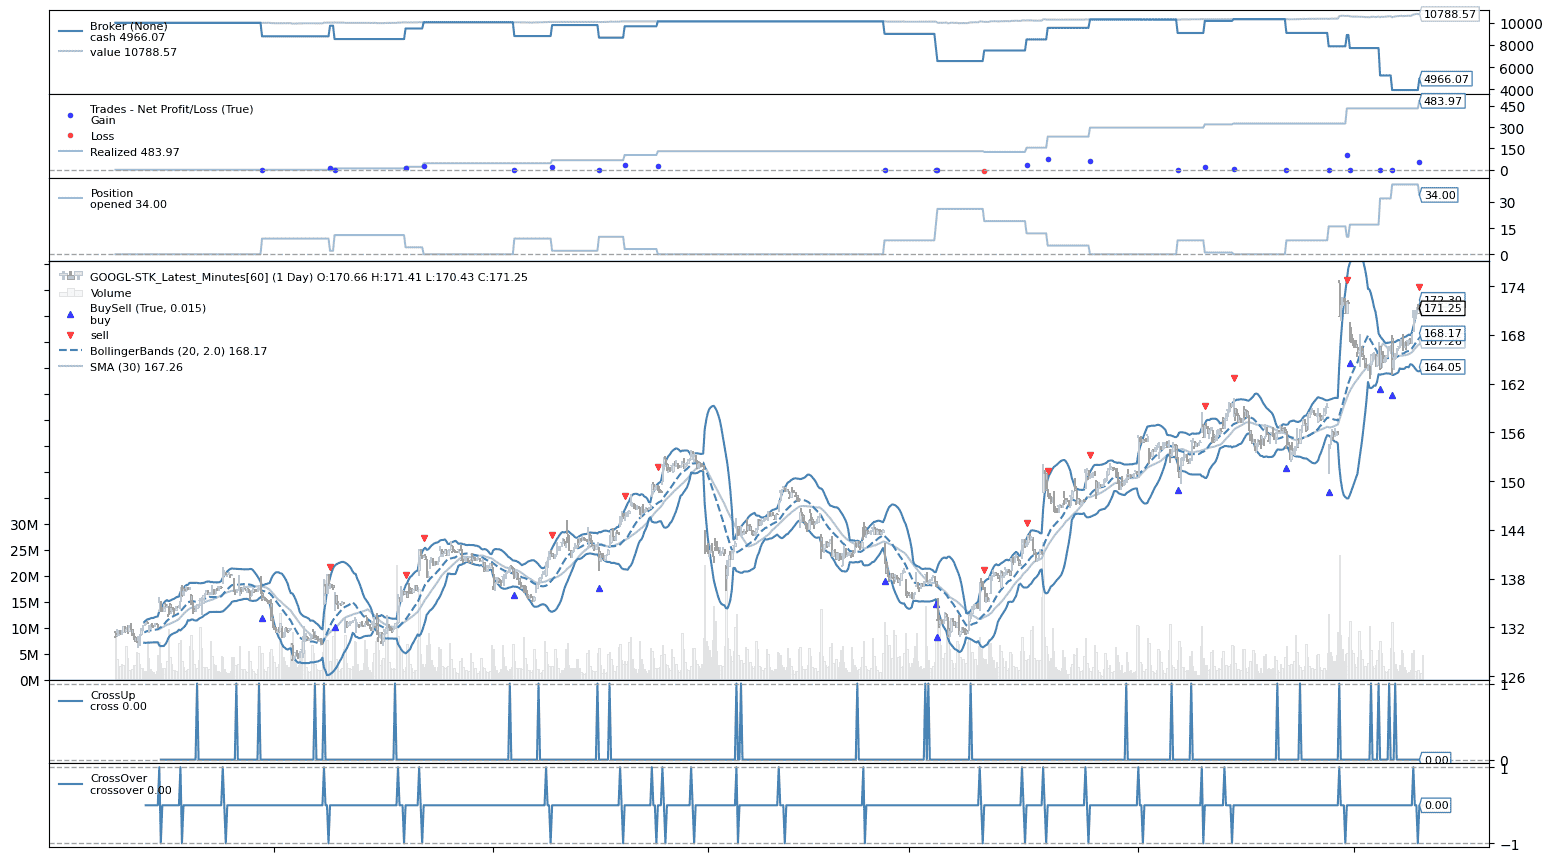 Broker (None)
cash 4966.07
value 10788.57
10788.57
10000
8000
6000
4966.07
4000
Trades - Net Profit/Loss (True)
Gain
Loss
Realized 483.97
483.97
450
300
150
0
Position
opened 34.00
34.00
30
15
0
GOOGL-STK_Latest_Minutes[60] (1 Day) O:170.66 H:171.41 L:170.43 C:171.25
Volume
BuySell (True, 0.015)
buy
sell
BollingerBands (20, 2.0) 168.17
SMA (30) 167.26
174
172.30
171.25
168.17
168
167.26
164.05
162
156
150
144
138
132
126
30M
25M
20M
15M
10M
5M
0M
CrossUp
cross 0.00
1
0.00
0
CrossOver
crossover 0.00
1
0.00
−1